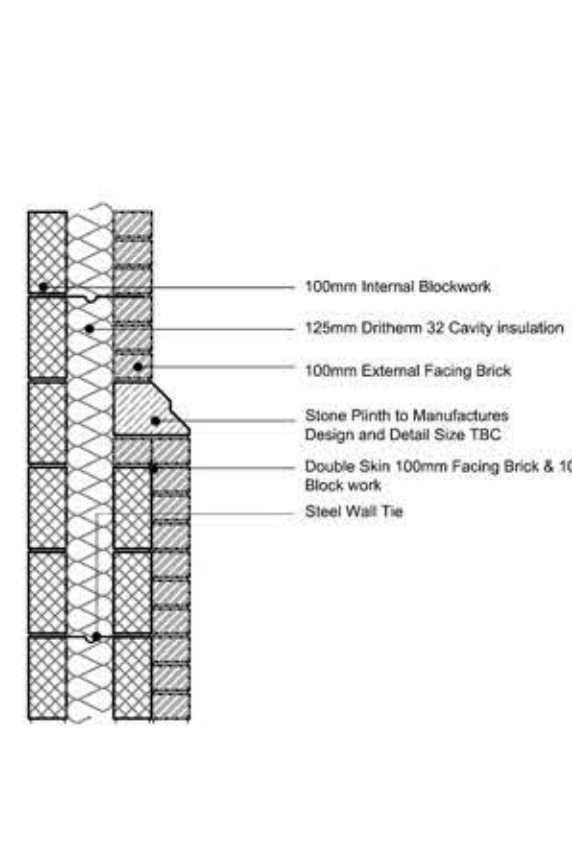 100mm Internal Blockwork
125mm Dritherm 32 Cavity insulation
100mm External Facing Brick
Stone Plinth to Manufactures
Design and Detail Size TBC
Double Skin 100mm Facing Brick & 10
Block work
Steel Wall Tie